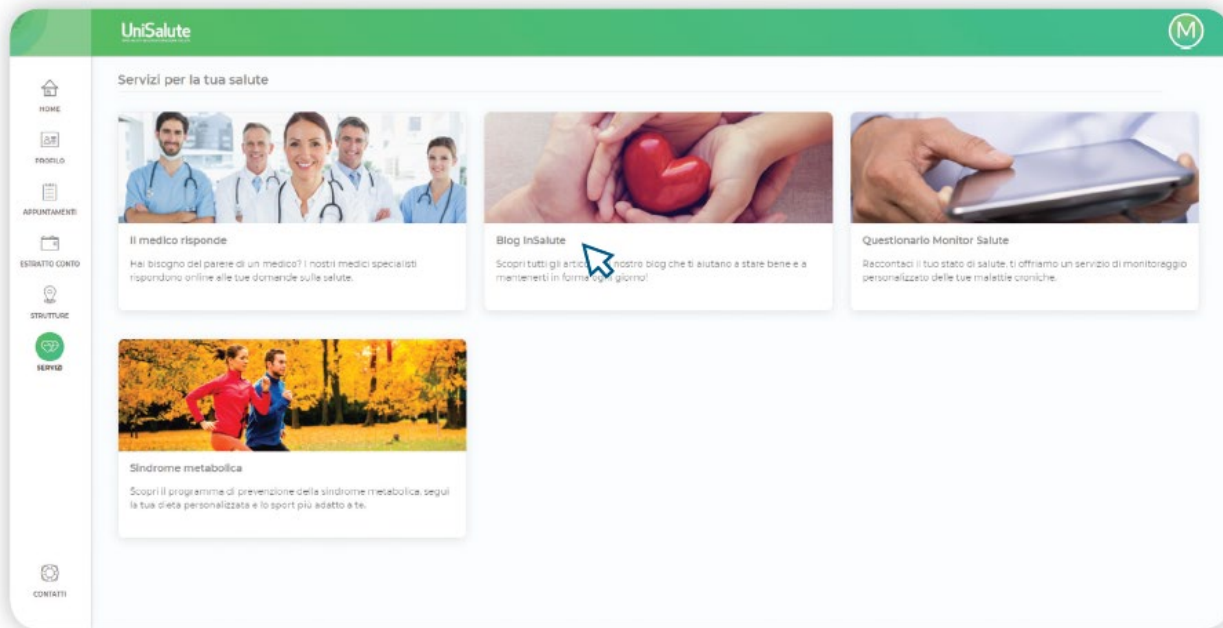 UniSalute
M
Servizi per la tua salute
HOME
PROFILO
APPUNTAMENTI
ESTRATTO CONTO
STRUTTURE
SERVIZI
CONTATTI
Il medico risponde
Hai bisogno del parere di un medico? I nostri medici specialisti
rispondono online alle tue domande sulla salute.
Blog InSalute
Scopri tutti gli nostro blog che ti aiutano a stare bene e a
mantenerti in forma ogni giorno!
Questionario Monitor Salute
Raccontaci il tuo stato di salute, ti offriamo un servizio di monitoraggio
personalizzato delle tue malattie croniche.
Sindrome metabolica
Scopri il programma di prevenzione della sindrome metabolica, segui
la tua dieta personalizzata e lo sport più adatto a te.